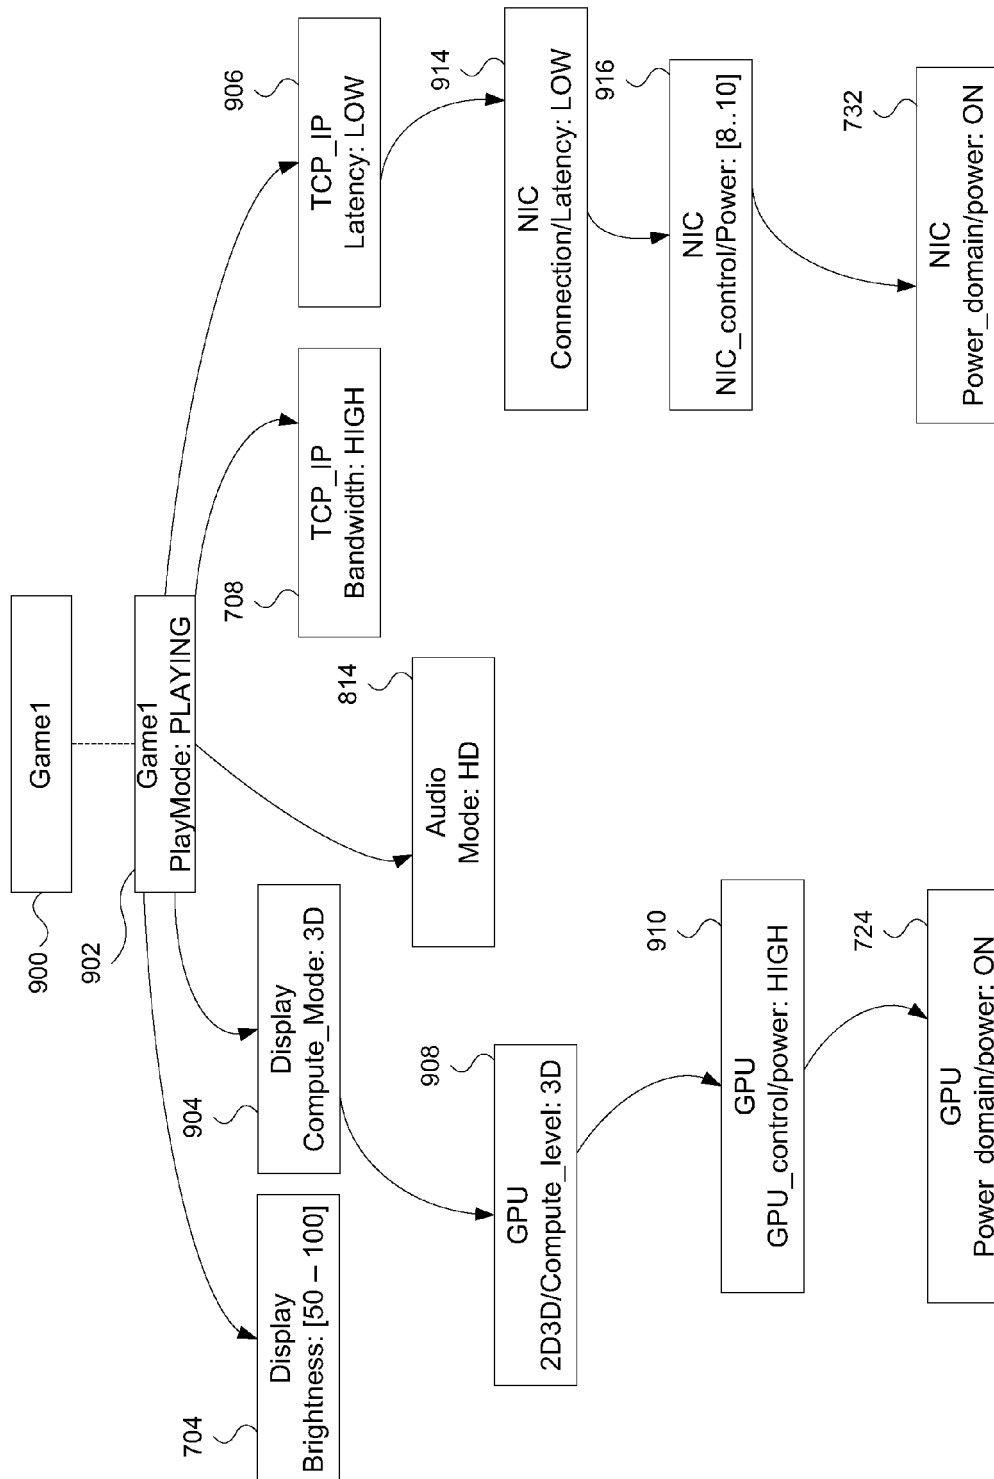 900
Game1
902
Game1
PlayMode: PLAYING
704
Display
Brightness: [50 – 100]
904
Display
Compute_Mode: 3D
708
TCP_IP
Bandwidth: HIGH
906
TCP_IP
Latency: LOW
814
Audio
Mode: HD
908
GPU
2D3D/Compute_level: 3D
914
NIC
Connection/Latency: LOW
916
NIC
NIC_control/Power: [8..10]
910
GPU
GPU_control/power: HIGH
724
GPU
Power_domain/power: ON
732
NIC
Power_domain/power: ON